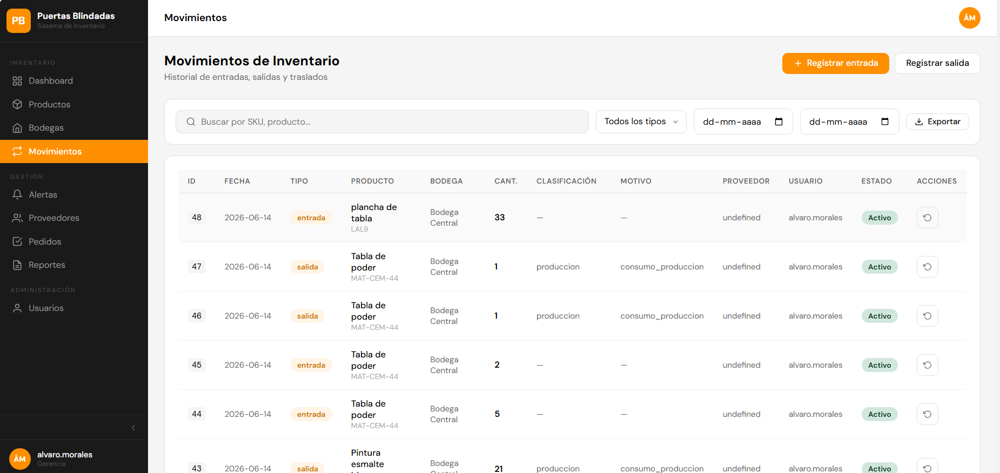 PB
Puertas Blindadas
Sistema de Inventario
INVENTARIO
Dashboard
Productos
Bodegas
Movimientos
GESTIÓN
Alertas
Proveedores
Pedidos
Reportes
ADMINISTRACIÓN
Usuarios
ÁM
alvaro.morales
Gerencia
Movimientos
ÁM
Movimientos de Inventario
Historial de entradas, salidas y traslados
+ Registrar entrada
Registrar salida
Buscar por SKU, producto...
Todos los tipos
dd-mm-aaaa
dd-mm-aaaa
Exportar
ID FECHA TIPO PRODUCTO BODEGA CANT. CLASIFICACIÓN MOTIVO PROVEEDOR USUARIO ESTADO ACCIONES
48 2026-06-14 entrada plancha de tabla LAL9 Bodega Central 33 — — undefined alvaro.morales Activo
47 2026-06-14 salida Tabla de poder MAT-CEM-44 Bodega Central 1 produccion consumo_produccion undefined alvaro.morales Activo
46 2026-06-14 salida Tabla de poder MAT-CEM-44 Bodega Central 1 produccion consumo_produccion undefined alvaro.morales Activo
45 2026-06-14 entrada Tabla de poder MAT-CEM-44 Bodega Central 2 — — undefined alvaro.morales Activo
44 2026-06-14 entrada Tabla de poder MAT-CEM-44 Bodega Central 5 — — undefined alvaro.morales Activo
43 2026-06-14 salida Pintura esmalte Bodega 21 produccion consumo_produccion undefined alvaro.morales Activo